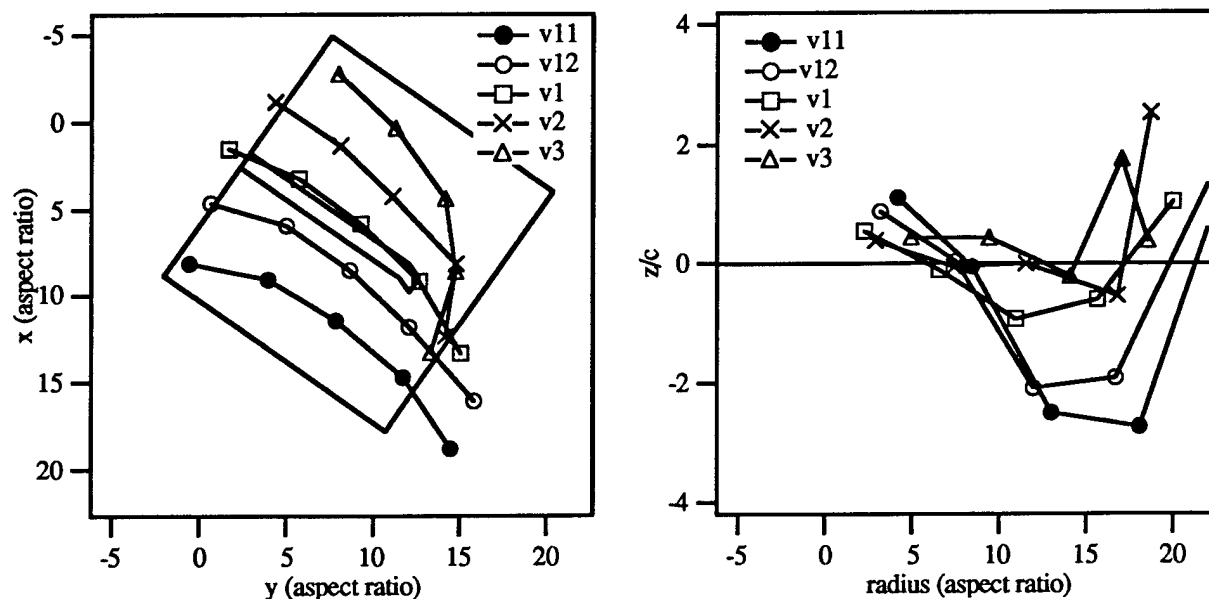 -5
0
5
10
15
20
x (aspect ratio)
-5 0 5 10 15 20
y (aspect ratio)
v11
v12
v1
v2
v3
4
2
0
-2
-4
z/c
-5 0 5 10 15 20
radius (aspect ratio)
v11
v12
v1
v2
v3